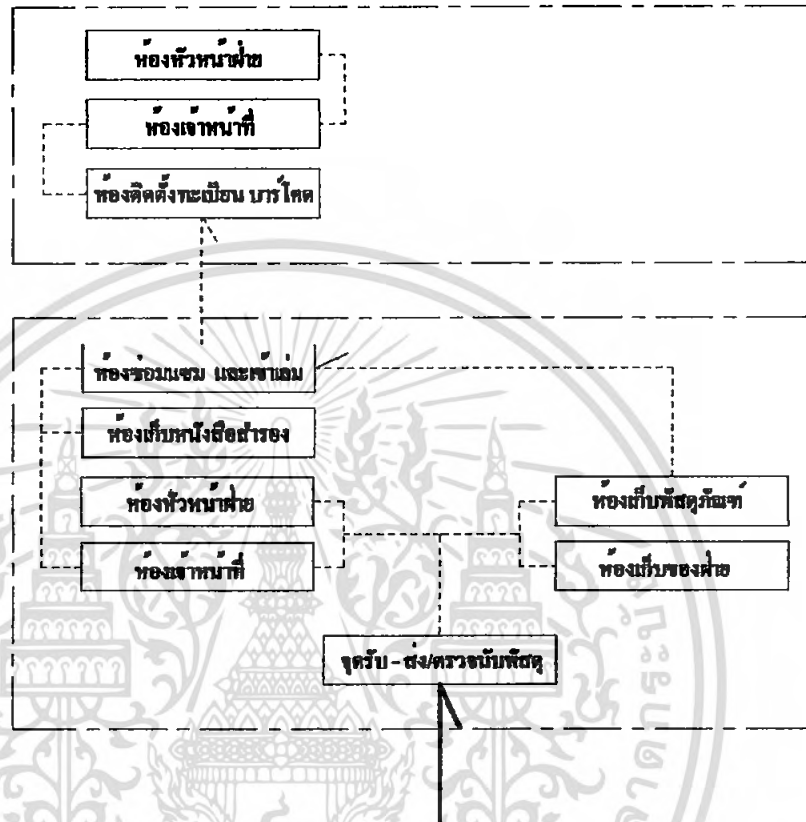 ห้องหัวหน้าฝ่าย
ห้องเจ้าหน้าที่
ห้องติดตั้งทะเบียน บาร์โคด
ห้องซ่อมแซม และเข้าเล่ม
ห้องเก็บหนังสือสำรอง
ห้องหัวหน้าฝ่าย
ห้องเจ้าหน้าที่
ห้องเก็บพัสดุภัณฑ์
ห้องเก็บของฝ่าย
จุดรับ - ส่ง/ตรวจนับพัสดุ